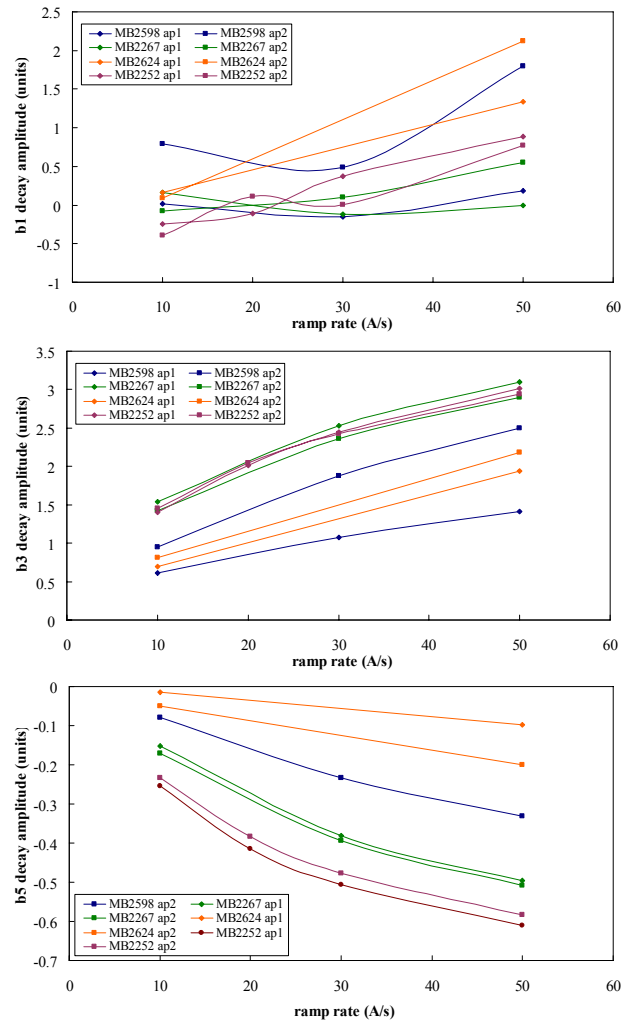 2.5
2
1.5
1
0.5
0
-0.5
-1
b1 decay amplitude (units)
MB2598 ap1 MB2598 ap2
MB2267 ap1 MB2267 ap2
MB2624 ap1 MB2624 ap2
MB2252 ap1 MB2252 ap2
0 10 20 30 40 50 60
ramp rate (A/s)
3.5
3
2.5
2
1.5
1
0.5
0
b3 decay amplitude (units)
MB2598 ap1 MB2598 ap2
MB2267 ap1 MB2267 ap2
MB2624 ap1 MB2624 ap2
MB2252 ap1 MB2252 ap2
0 10 20 30 40 50 60
ramp rate (A/s)
0
-0.1
-0.2
-0.3
-0.4
-0.5
-0.6
-0.7
b5 decay amplitude (units)
MB2598 ap2 MB2267 ap1
MB2267 ap2 MB2624 ap1
MB2624 ap2 MB2252 ap1
MB2252 ap2
0 10 20 30 40 50 60
ramp rate (A/s)